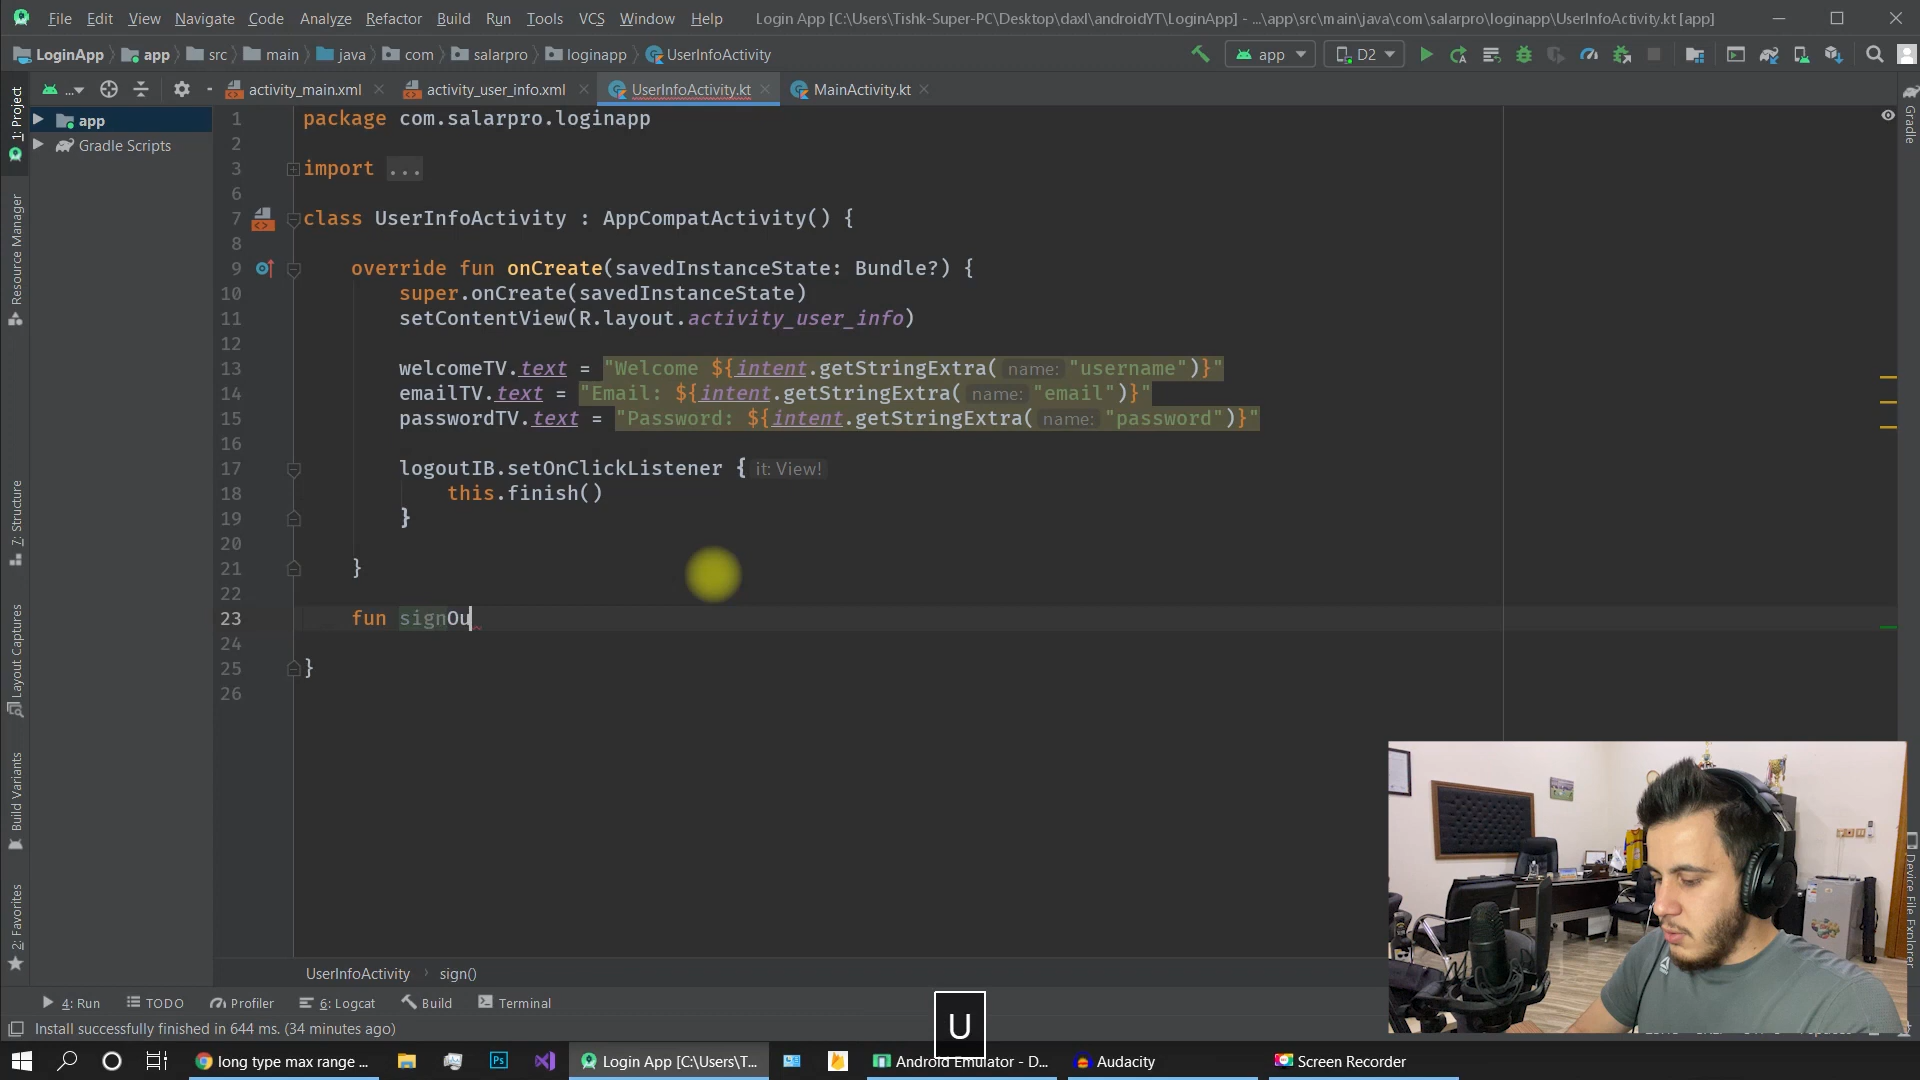 File Edit View Navigate Code Analyze Refactor Build Run Tools VCS Window Help Login App [C:\Users\Tishk-Super-PC\Desktop\daxl\androidYT\LoginApp] - ...\app\src\main\java\com\salarpro\loginapp\UserInfoActivity.kt [app]
LoginApp app src main java com salarpro loginapp UserInfoActivity app D2
... activity_main.xml activity_user_info.xml UserInfoActivity.kt MainActivity.kt
1: Project
Resource Manager
7: Structure
Layout Captures
Build Variants
2: Favorites
app
Gradle Scripts
Gradle
Device File Explorer
1 package com.salarpro.loginapp
2
3 import ...
6
7 class UserInfoActivity : AppCompatActivity() {
8
9 override fun onCreate(savedInstanceState: Bundle?) {
10 super.onCreate(savedInstanceState)
11 setContentView(R.layout.activity_user_info)
12
13 welcomeTV.text = "Welcome ${intent.getStringExtra( name: "username")}"
14 emailTV.text = "Email: ${intent.getStringExtra( name: "email")}"
15 passwordTV.text = "Password: ${intent.getStringExtra( name: "password")}"
16
17 logoutIB.setOnClickListener { it: View!
18 this.finish()
19 }
20
21 }
22
23 fun signOu
24
25 }
26
UserInfoActivity › sign()
4: Run TODO Profiler 6: Logcat Build Terminal
U
Install successfully finished in 644 ms. (34 minutes ago)
long type max range ... Ps Login App [C:\Users\T... Android Emulator - D... Audacity Screen Recorder